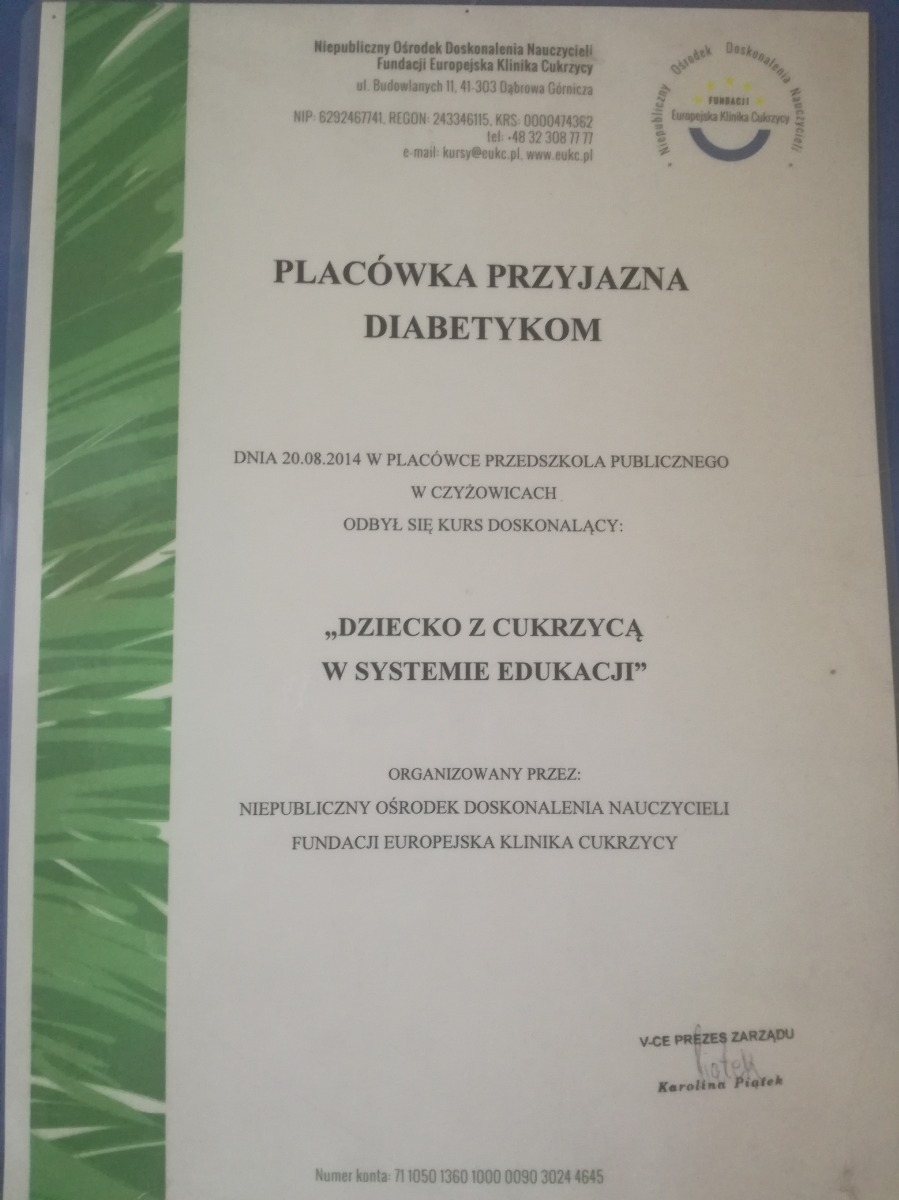 Niepubliczny Ośrodek Doskonalenia Nauczycieli
Fundacji Europejska Klinika Cukrzycy
ul. Budowlanych 11, 41-303 Dąbrowa Górnicza
NIP: 6292467741, REGON: 243346115, KRS: 0000474362
tel: +48 32 308 77 77
e-mail: kursy@eukc.pl, www.eukc.pl
• Niepubliczny Ośrodek Doskonalenia Nauczycieli •
FUNDACJI
Europejska Klinika Cukrzycy
PLACÓWKA PRZYJAZNA
DIABETYKOM
DNIA 20.08.2014 W PLACÓWCE PRZEDSZKOLA PUBLICZNEGO
W CZYŻOWICACH
ODBYŁ SIĘ KURS DOSKONALĄCY:
„DZIECKO Z CUKRZYCĄ
W SYSTEMIE EDUKACJI”
ORGANIZOWANY PRZEZ:
NIEPUBLICZNY OŚRODEK DOSKONALENIA NAUCZYCIELI
FUNDACJI EUROPEJSKA KLINIKA CUKRZYCY
V-CE PREZES ZARZĄDU
Piątek
Karolina Piątek
Numer konta: 71 1050 1360 1000 0090 3024 4645